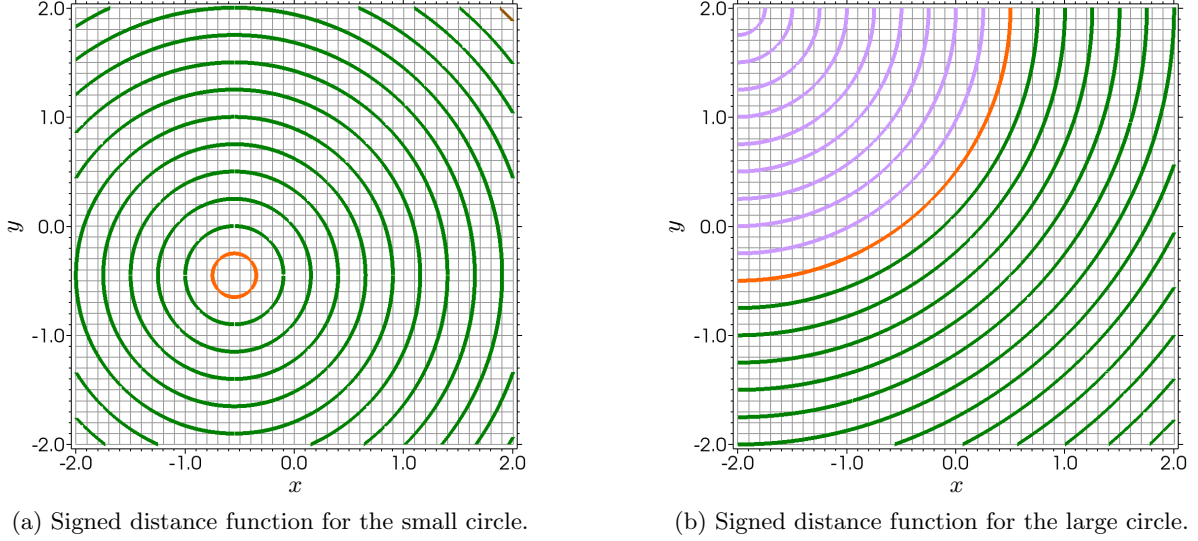 2.0
1.0
0.0
-1.0
-2.0
y
-2.0 -1.0 0.0 1.0 2.0
x
(a) Signed distance function for the small circle.
2.0
1.0
0.0
-1.0
-2.0
y
-2.0 -1.0 0.0 1.0 2.0
x
(b) Signed distance function for the large circle.